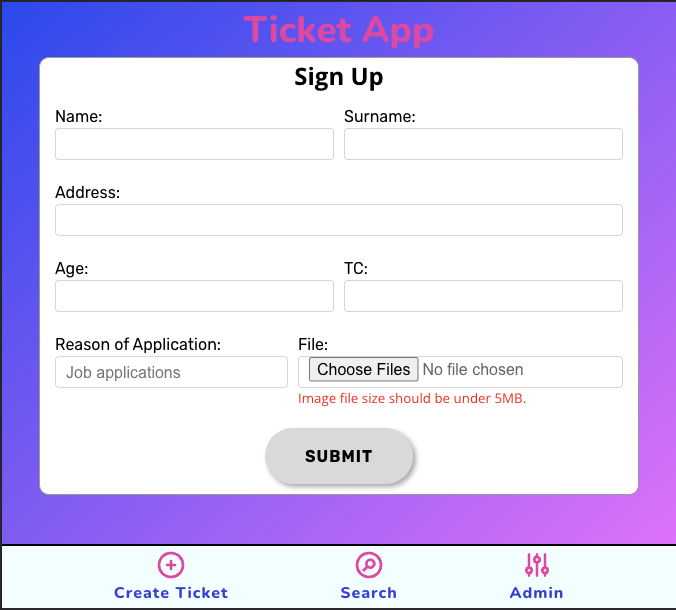 Ticket App
Sign Up
Name: Surname:
Address:
Age: TC:
Reason of Application: File:
Job applications Choose Files No file chosen
Image file size should be under 5MB.
SUBMIT
Create Ticket Search Admin